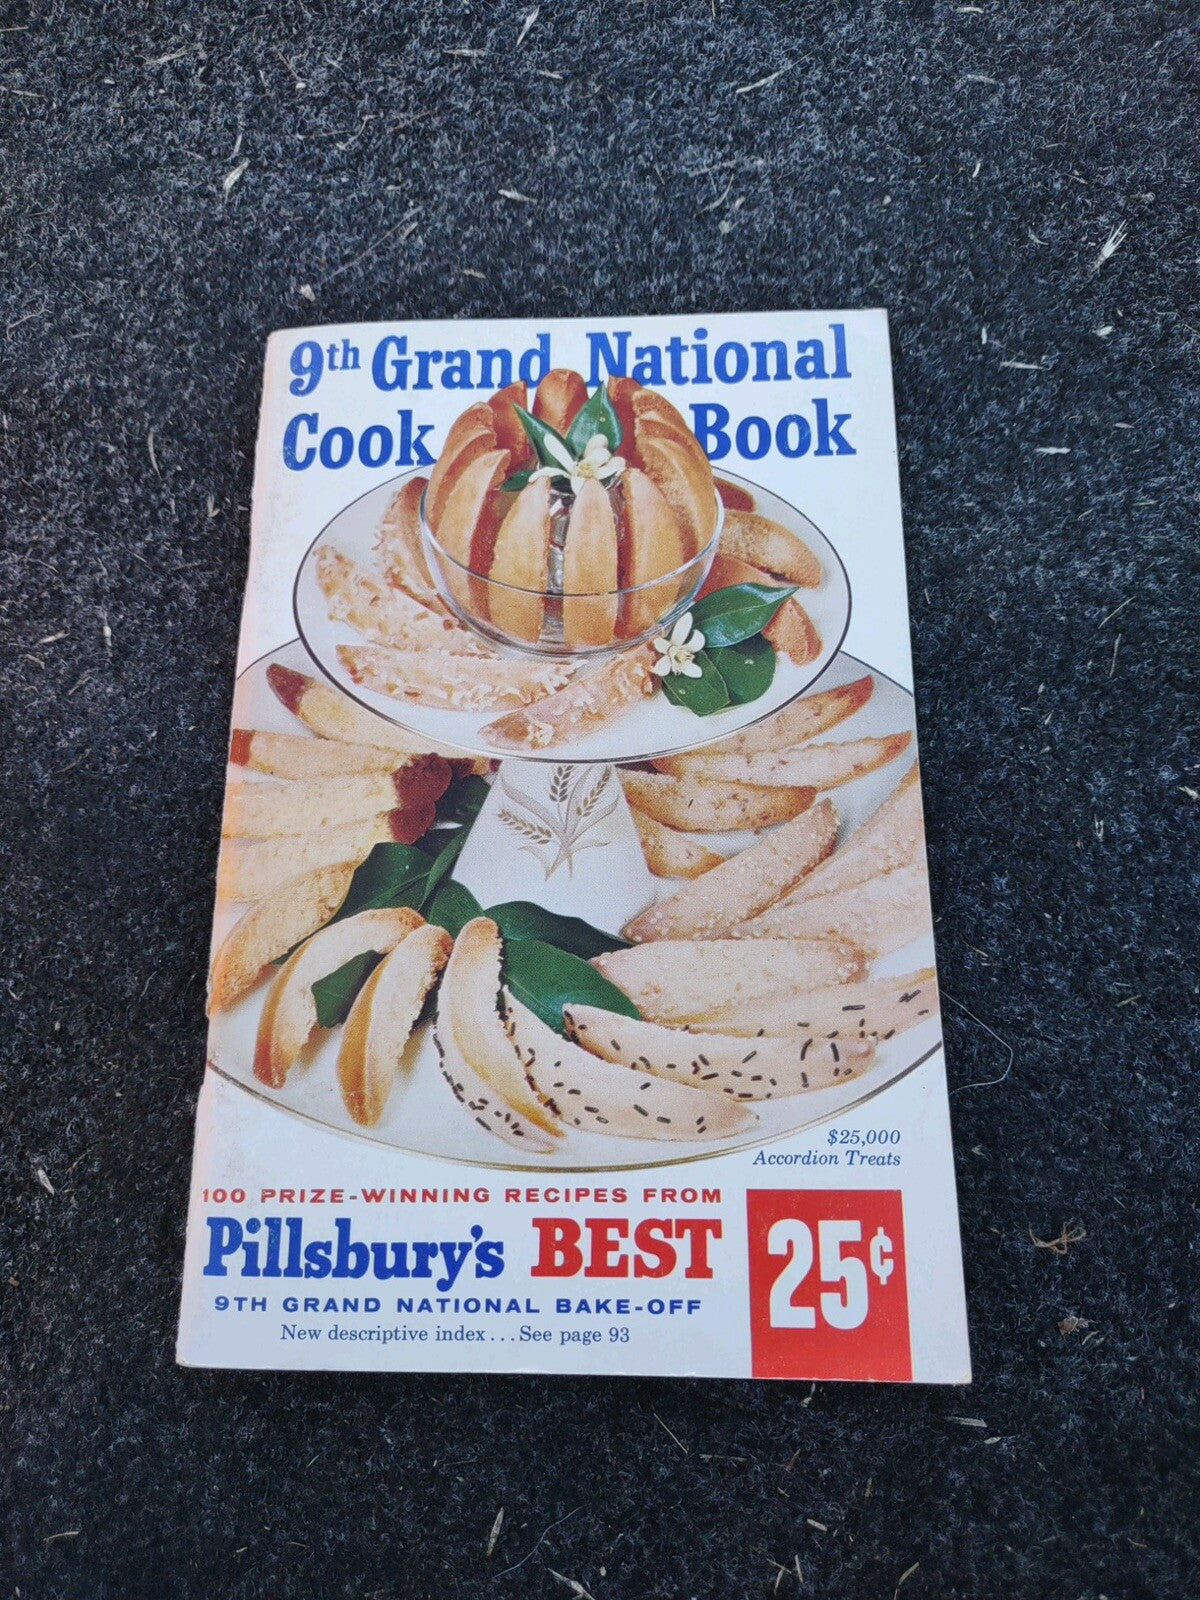 9th Grand National
Cook Book
$25,000
Accordion Treats
100 PRIZE-WINNING RECIPES FROM
Pillsbury's BEST
9TH GRAND NATIONAL BAKE-OFF
New descriptive index...See page 93
25¢